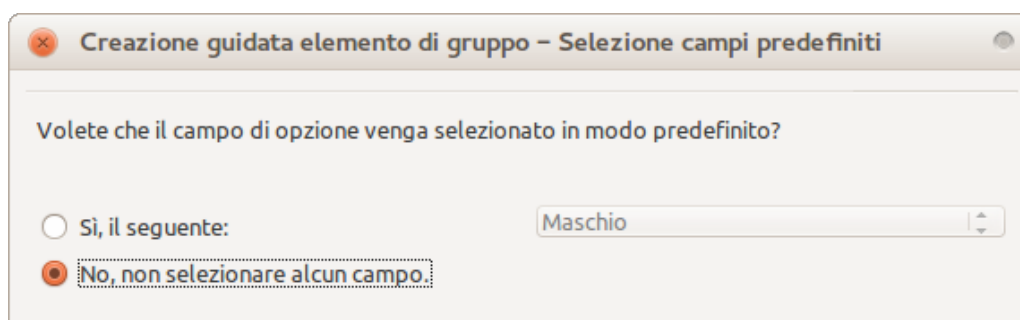 Creazione guidata elemento di gruppo – Selezione campi predefiniti
Volete che il campo di opzione venga selezionato in modo predefinito?
Sì, il seguente:
Maschio
No, non selezionare alcun campo.